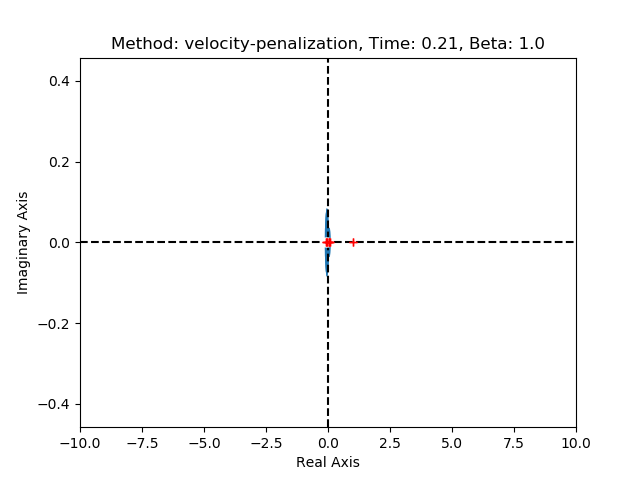 Method: velocity-penalization, Time: 0.21, Beta: 1.0
0.4
0.2
0.0
−0.2
−0.4
Imaginary Axis
−10.0 −7.5 −5.0 −2.5 0.0 2.5 5.0 7.5 10.0
Real Axis